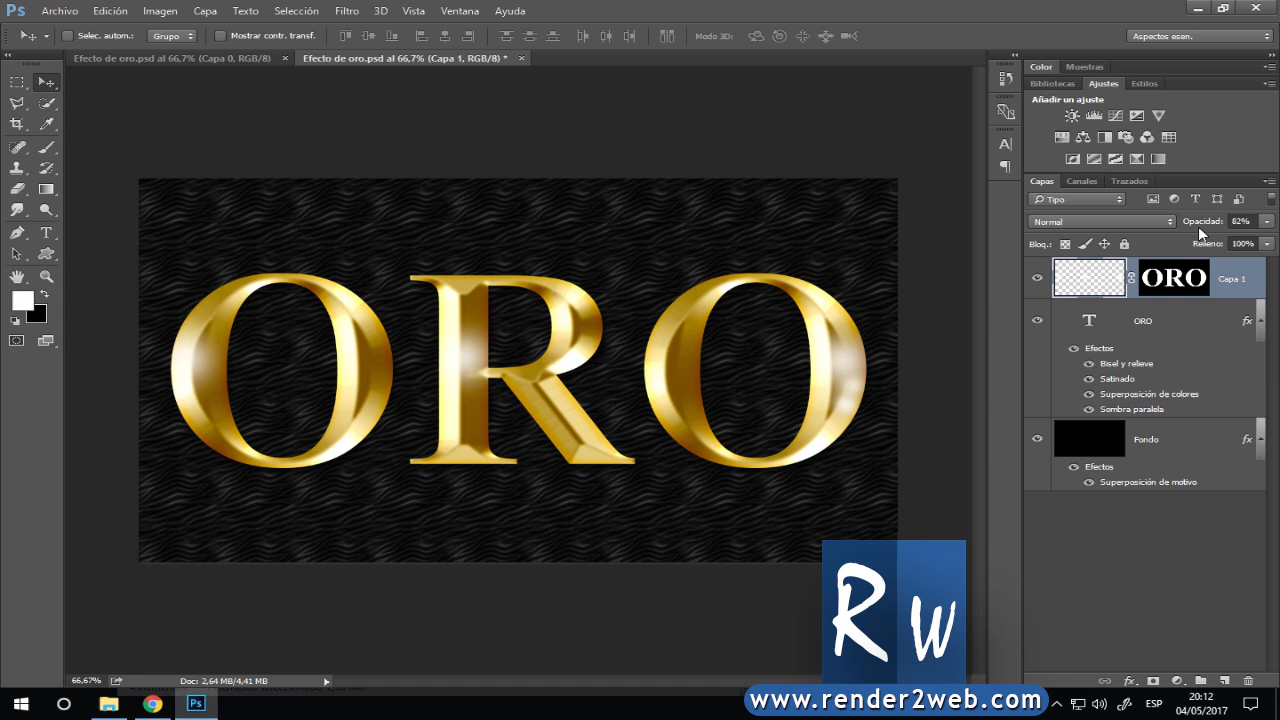 Ps Archivo Edición Imagen Capa Texto Selección Filtro 3D Vista Ventana Ayuda
Selec. autom.: Grupo Mostrar contr. transf. Modo 3D: Aspectos esen.
Efecto de oro.psd al 66,7% (Capa 0, RGB/8) × Efecto de oro.psd al 66,7% (Capa 1, RGB/8) * ×
Color Muestras
Bibliotecas Ajustes Estilos
Añadir un ajuste
Capas Canales Trazados
Tipo
Normal Opacidad: 82%
Bloq.: Relleno: 100%
ORO Capa 1
T ORO fx
Efectos
Bisel y relieve
Satinado
Superposición de colores
Sombra paralela
Fondo fx
Efectos
Superposición de motivo
ORO
Rw
66,67% Doc: 2,64 MB/4,41 MB
www.render2web.com
Ps
ESP
20:12
04/05/2017